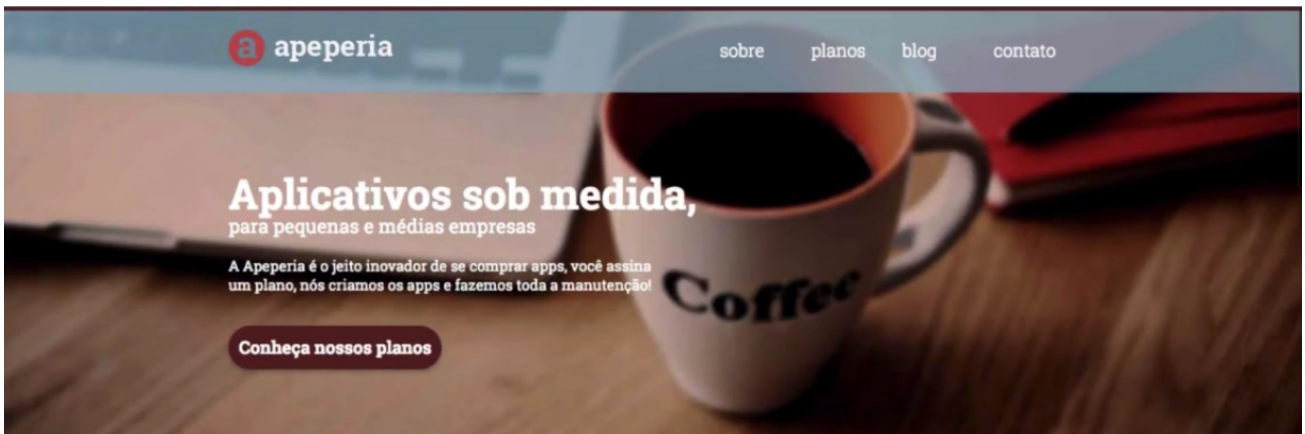 a apeperia
sobre planos blog contato
Aplicativos sob medida,
para pequenas e médias empresas
A Apeperia é o jeito inovador de se comprar apps, você assina
um plano, nós criamos os apps e fazemos toda a manutenção!
Coffee
Conheça nossos planos